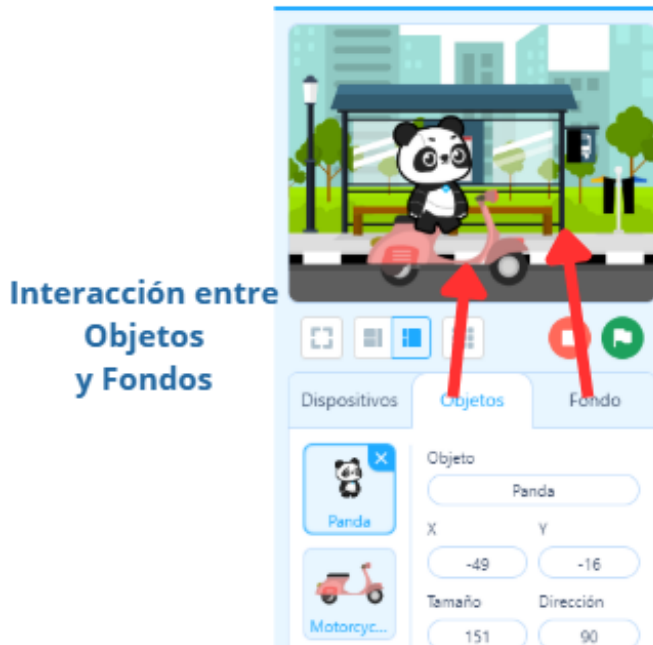 Interacción entre
Objetos
y Fondos
Dispositivos
Objetos
Fondo
Panda
Motorcyc...
Objeto
Panda
X Y
-49 -16
Tamaño Dirección
151 90